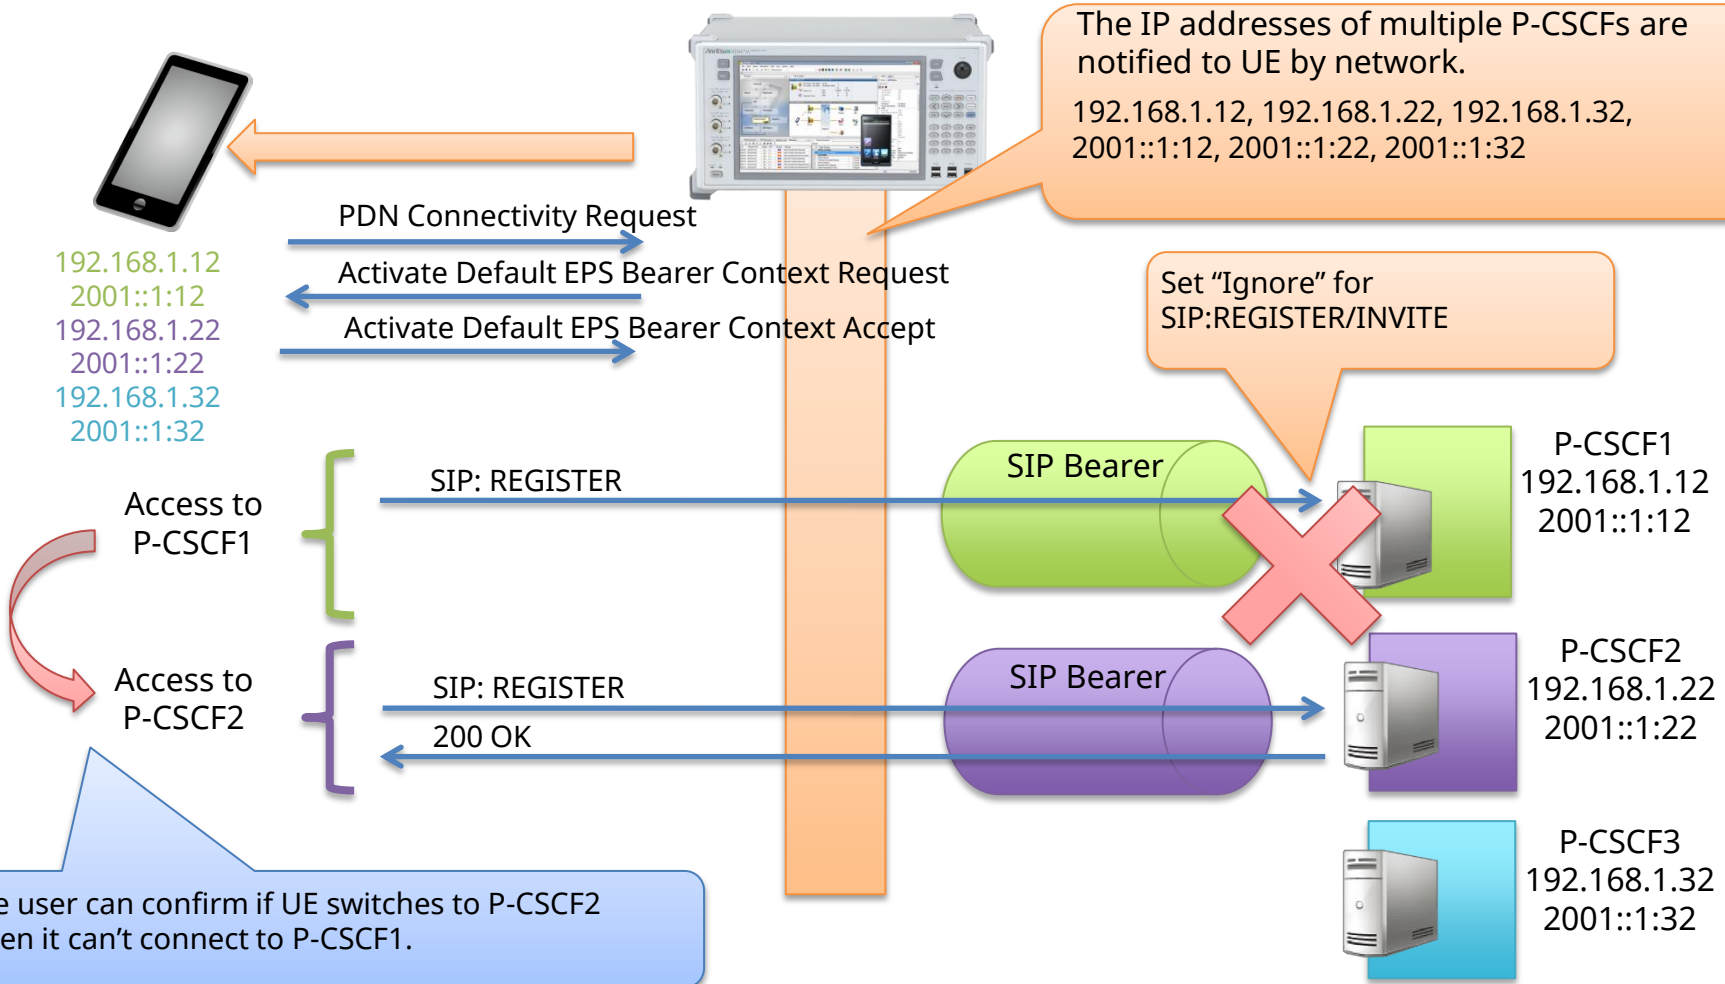 The IP addresses of multiple P-CSCFs are
notified to UE by network.
192.168.1.12, 192.168.1.22, 192.168.1.32,
2001::1:12, 2001::1:22, 2001::1:32
PDN Connectivity Request
Activate Default EPS Bearer Context Request
Activate Default EPS Bearer Context Accept
192.168.1.12
2001::1:12
192.168.1.22
2001::1:22
192.168.1.32
2001::1:32
Set “Ignore” for
SIP:REGISTER/INVITE
Access to
P-CSCF1
SIP: REGISTER
SIP Bearer
P-CSCF1
192.168.1.12
2001::1:12
Access to
P-CSCF2
SIP: REGISTER
200 OK
SIP Bearer
P-CSCF2
192.168.1.22
2001::1:22
P-CSCF3
192.168.1.32
2001::1:32
e user can confirm if UE switches to P-CSCF2
en it can’t connect to P-CSCF1.